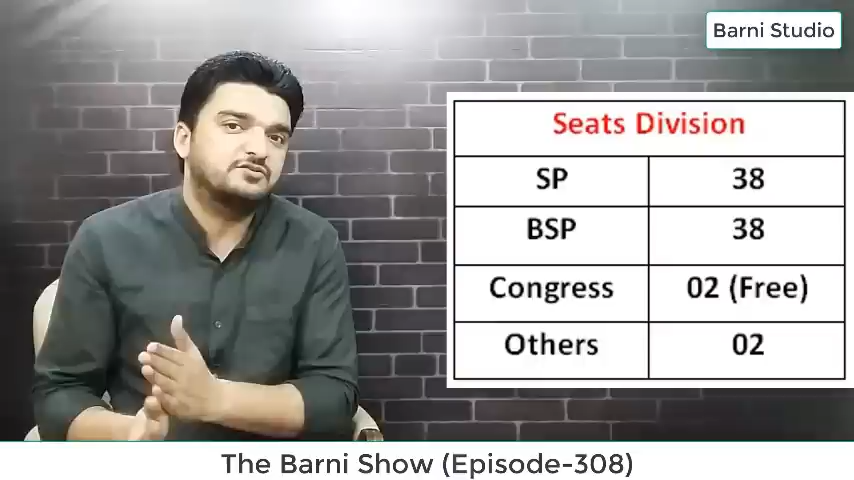 Barni Studio
Seats Division
SP 38
BSP 38
Congress 02 (Free)
Others 02
The Barni Show (Episode-308)